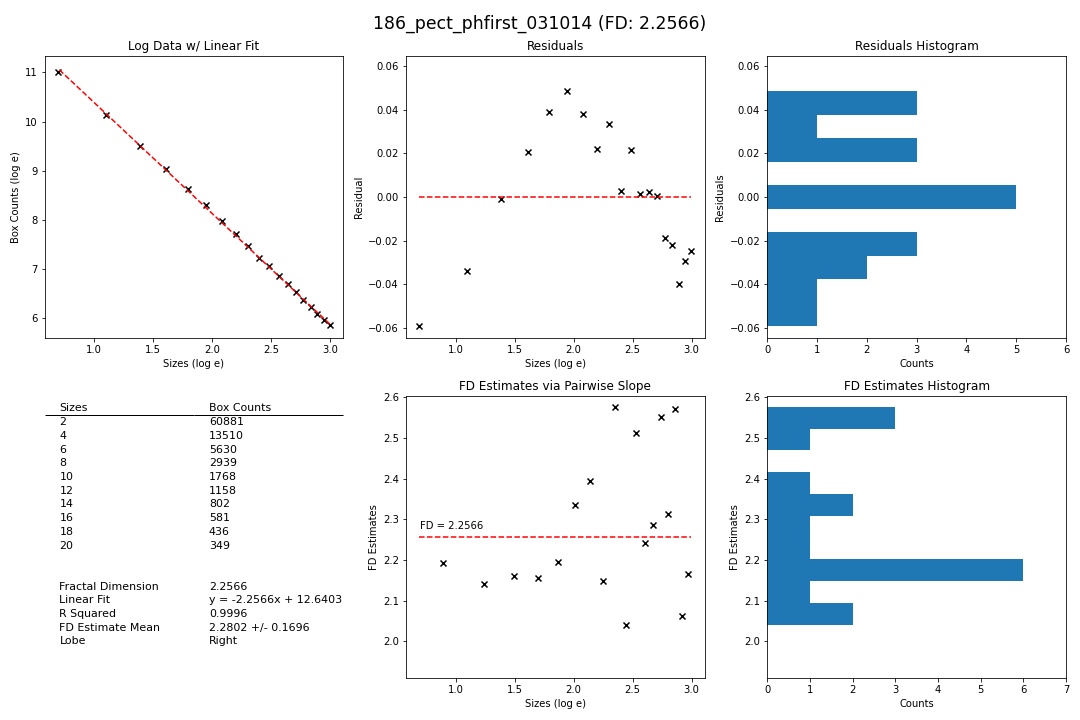 186_pect_phfirst_031014 (FD: 2.2566)
Log Data w/ Linear Fit
11
10
9
8
7
6
Box Counts (log e)
1.0 1.5 2.0 2.5 3.0
Sizes (log e)
Residuals
0.06
0.04
0.02
0.00
−0.02
−0.04
−0.06
Residual
1.0 1.5 2.0 2.5 3.0
Sizes (log e)
Residuals Histogram
0.06
0.04
0.02
0.00
−0.02
−0.04
−0.06
Residuals
0 1 2 3 4 5 6
Counts
Sizes Box Counts
2 60881
4 13510
6 5630
8 2939
10 1768
12 1158
14 802
16 581
18 436
20 349
Fractal Dimension 2.2566
Linear Fit y = -2.2566x + 12.6403
R Squared 0.9996
FD Estimate Mean 2.2802 +/- 0.1696
Lobe Right
FD Estimates via Pairwise Slope
2.6
2.5
2.4
2.3
2.2
2.1
2.0
FD Estimates
FD = 2.2566
1.0 1.5 2.0 2.5 3.0
Sizes (log e)
FD Estimates Histogram
2.6
2.5
2.4
2.3
2.2
2.1
2.0
FD Estimates
0 1 2 3 4 5 6 7
Counts